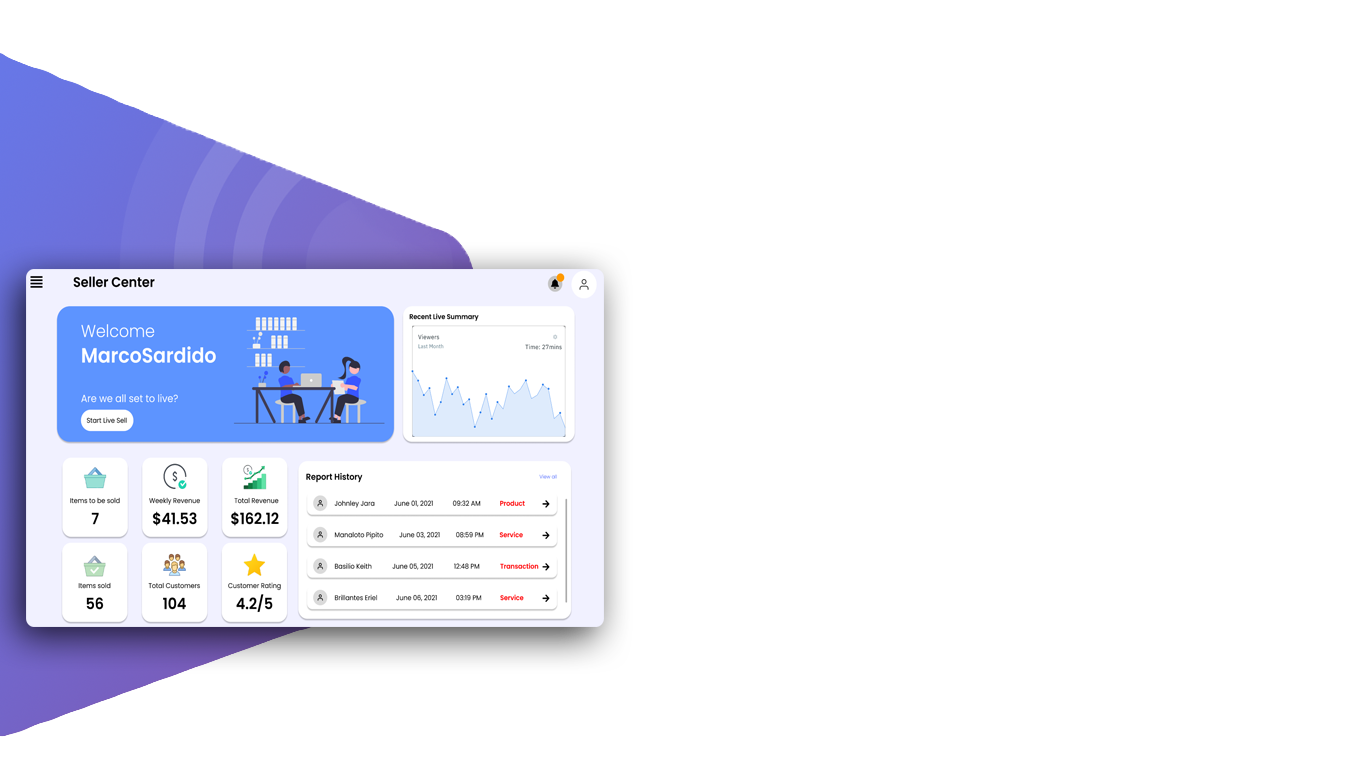 Seller Center
Welcome
MarcoSardido
Are we all set to live?
Start Live Sell
Recent Live Summary
Viewers
Last Month
Time: 27mins
Items to be sold
7
Weekly Revenue
$41.53
Total Revenue
$162.12
Items sold
56
Total Customers
104
Customer Rating
4.2/5
Report History
View all
Johnley Jara June 01, 2021 09:32 AM Product
Manaloto Pipito June 03, 2021 08:59 PM Service
Basilio Keith June 05, 2021 12:48 PM Transaction
Brillantes Eriel June 06, 2021 03:19 PM Service